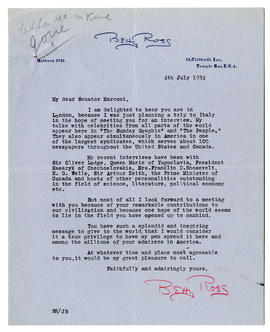 gone
Betty Ross
Holborn 3721.
14, Clifford's Inn,
Temple Bar, E.C.4.
4th July 1934
My dear Senator Marconi,
I am delighted to hear you are in
London, because I was just planning a trip to Italy
in the hope of meeting you for an interview. My
talks with celebrities from all parts of the world
appear here in "The Sunday Graphic" and "The People,"
They also appear simultaneously in America in one
of the largest syndicates, which serves about 100
newspapers throughout the United States and Canada.
My recent interviews have been with
Sir Oliver Lodge, Queen Marie of Yugoslavia, President
Masaryk of Czechoslovakia, Mrs. Franklin D. Roosevelt,
H. G. Wells, Sir Arthur Keith, the Prime Minister of
Canada and hosts of other personalities outstanding
in the field of science, literature, political economy
etc.
But most of all I look forward to a meeting
with you because of your remarkable contributions to
our civilization and because one hope of the world seems
to lie in the field you have opened up to mankind.
You have such a splendid and inspiring
message to give to the world, that I would consider
it a true privilege to have my pen spread it here and
among the millions of your admirers in America.
At whatever time and place most agreeable
to you, it would be my great pleasure to call.
Faithfully and admiringly yours,
Betty Ross
BR/JB